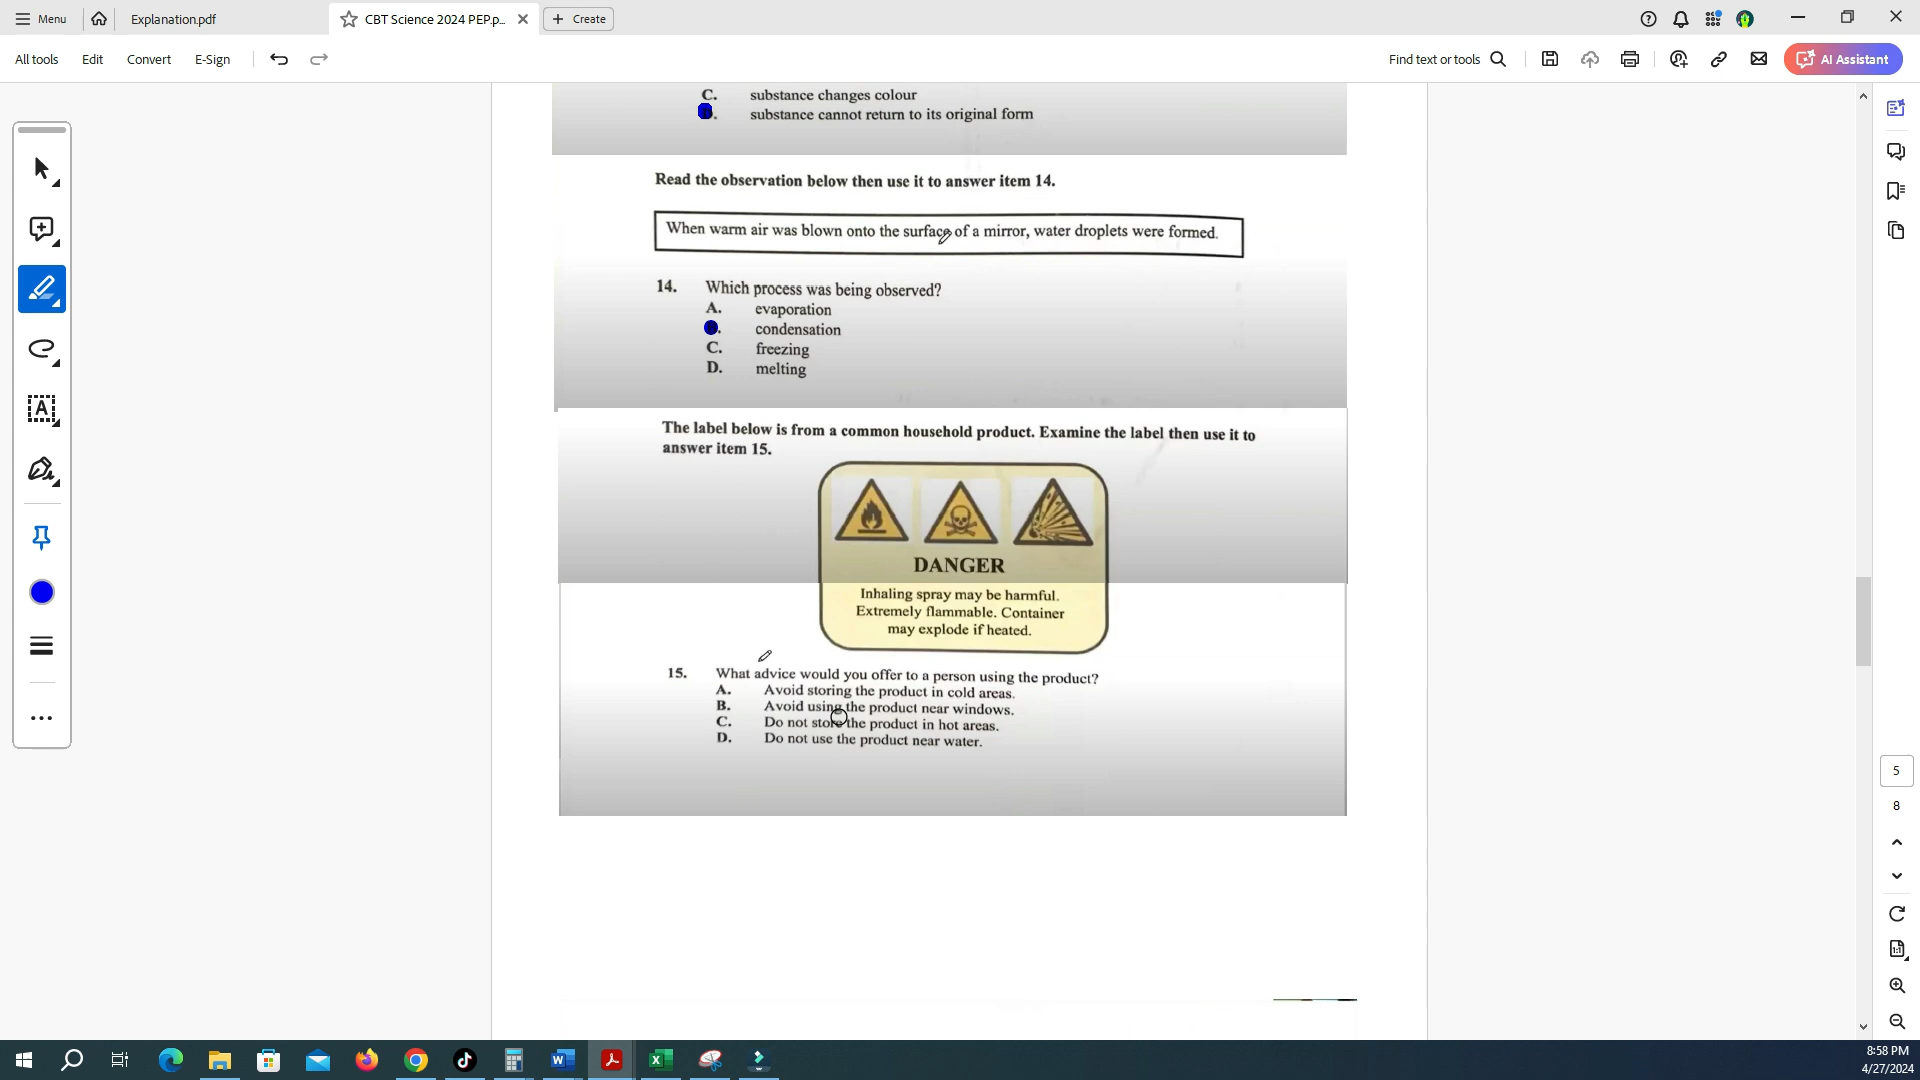 Menu
Explanation.pdf
CBT Science 2024 PEP.p...
Create
All tools
Edit
Convert
E-Sign
Find text or tools
AI Assistant
C. substance changes colour
substance cannot return to its original form
Read the observation below then use it to answer item 14.
When warm air was blown onto the surface of a mirror, water droplets were formed.
14. Which process was being observed?
A. evaporation
condensation
C. freezing
D. melting
The label below is from a common household product. Examine the label then use it to
answer item 15.
DANGER
Inhaling spray may be harmful.
Extremely flammable. Container
may explode if heated.
15. What advice would you offer to a person using the product?
A. Avoid storing the product in cold areas.
B. Avoid using the product near windows.
C. Do not store the product in hot areas.
D. Do not use the product near water.
5
8
8:58 PM
4/27/2024